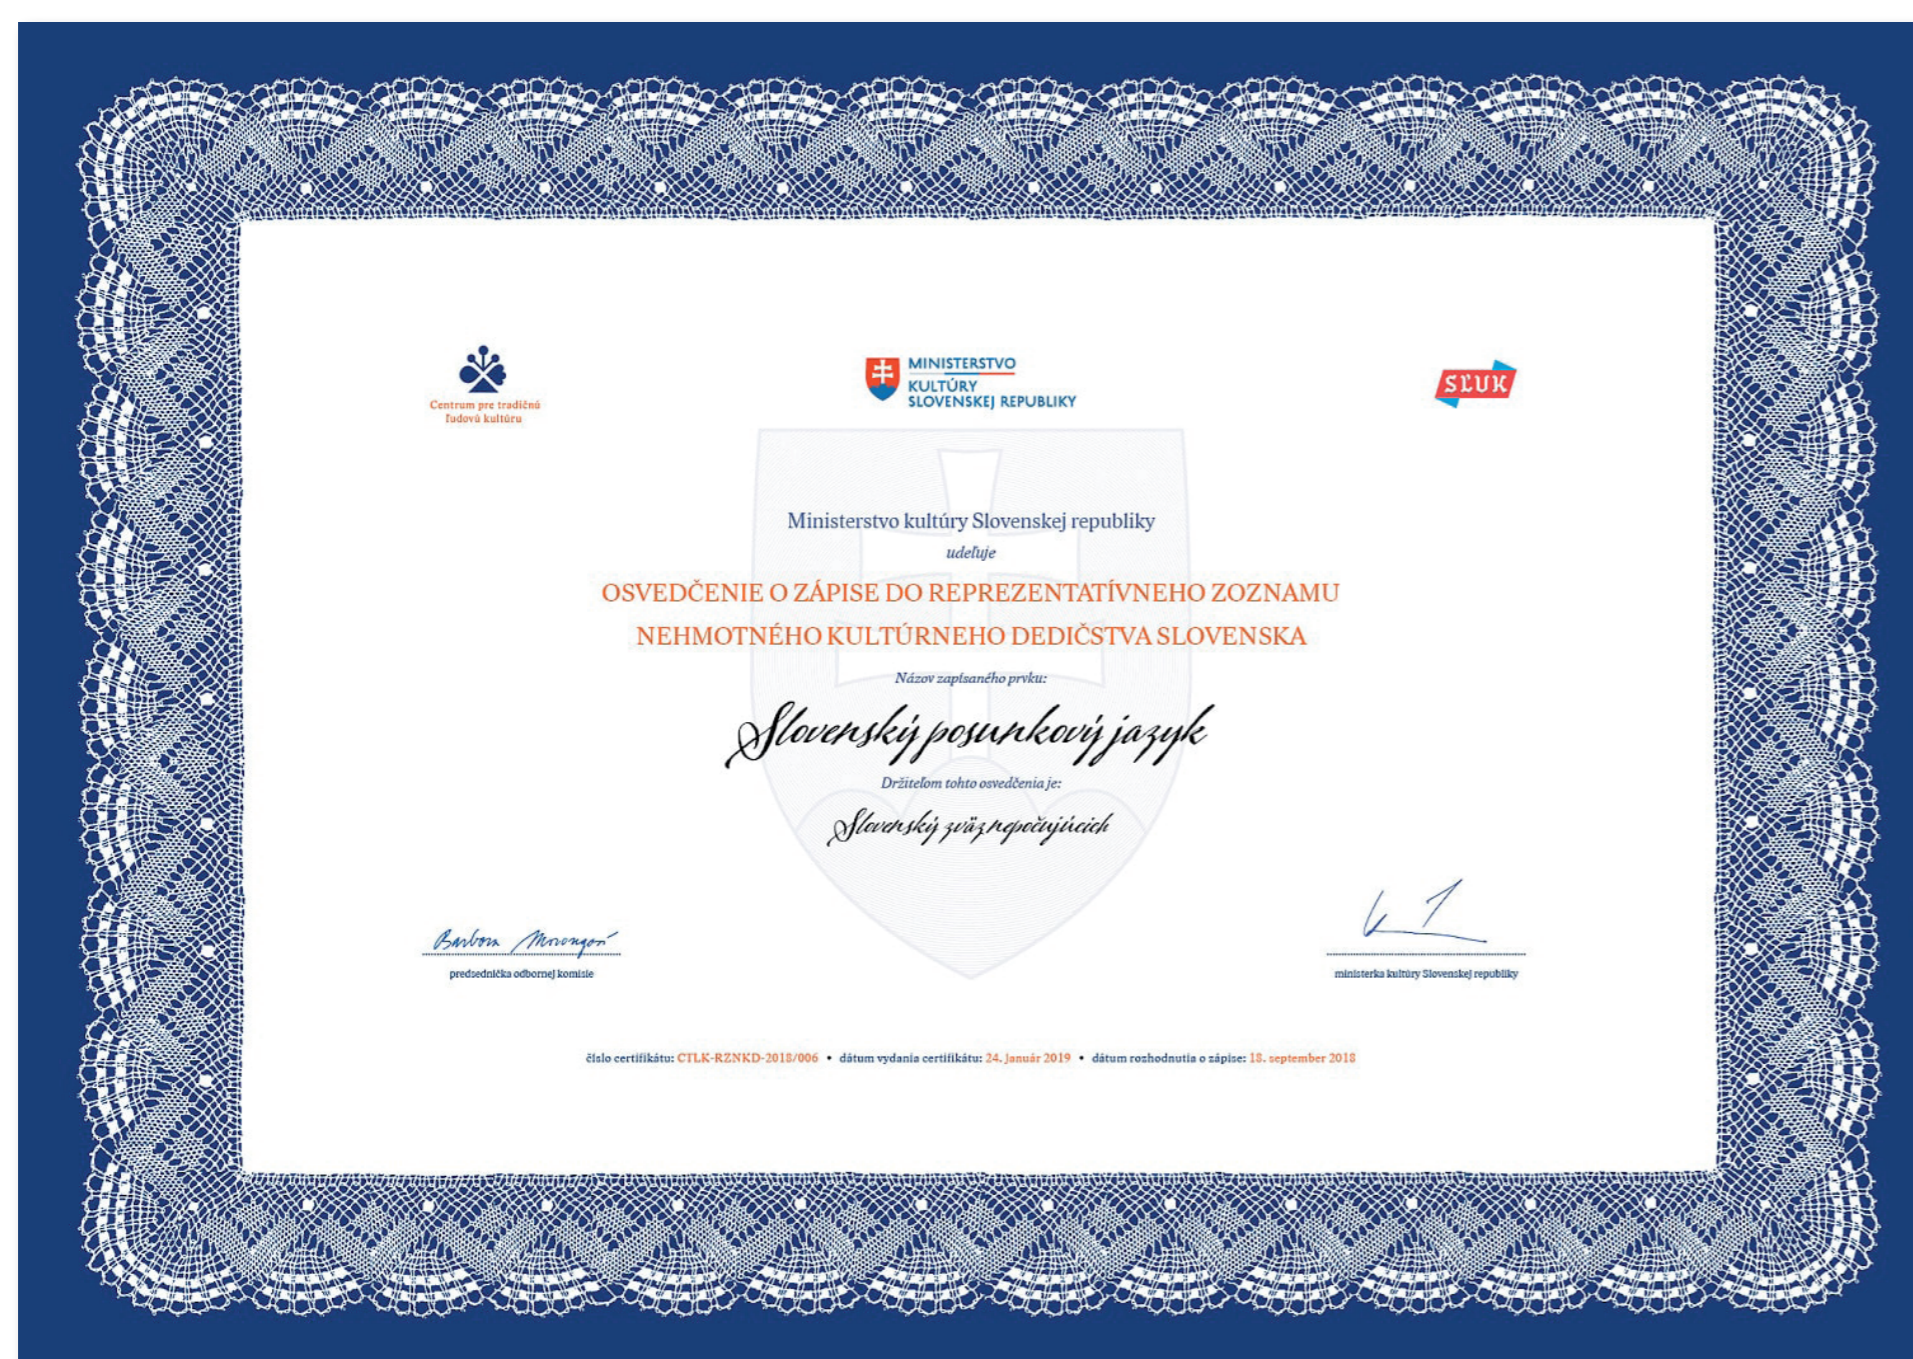 Centrum pre tradičnú
ľudovú kultúru
MINISTERSTVO
KULTÚRY
SLOVENSKEJ REPUBLIKY
SĽUK
Ministerstvo kultúry Slovenskej republiky
udeľuje
OSVEDČENIE O ZÁPISE DO REPREZENTATÍVNEHO ZOZNAMU
NEHMOTNÉHO KULTÚRNEHO DEDIČSTVA SLOVENSKA
Názov zapísaného prvku:
Slovenský posunkový jazyk
Držiteľom tohto osvedčenia je:
Slovenský zväz nepočujúcich
Barbora
predsednička odbornej komisie
ministerka kultúry Slovenskej republiky
číslo certifikátu: CTLK-RZNKD-2018/006 • dátum vydania certifikátu: 24. január 2019 • dátum rozhodnutia o zápise: 18. september 2018